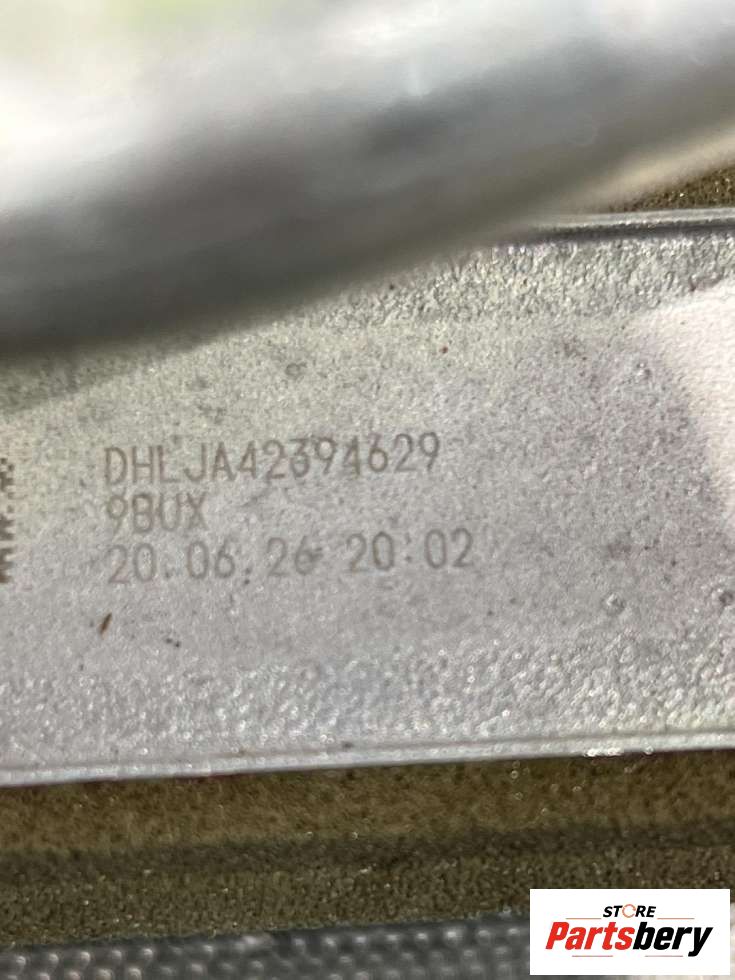 DHLJA42394629
9BUX
20.06.26 20:02
STORE
Partsbery